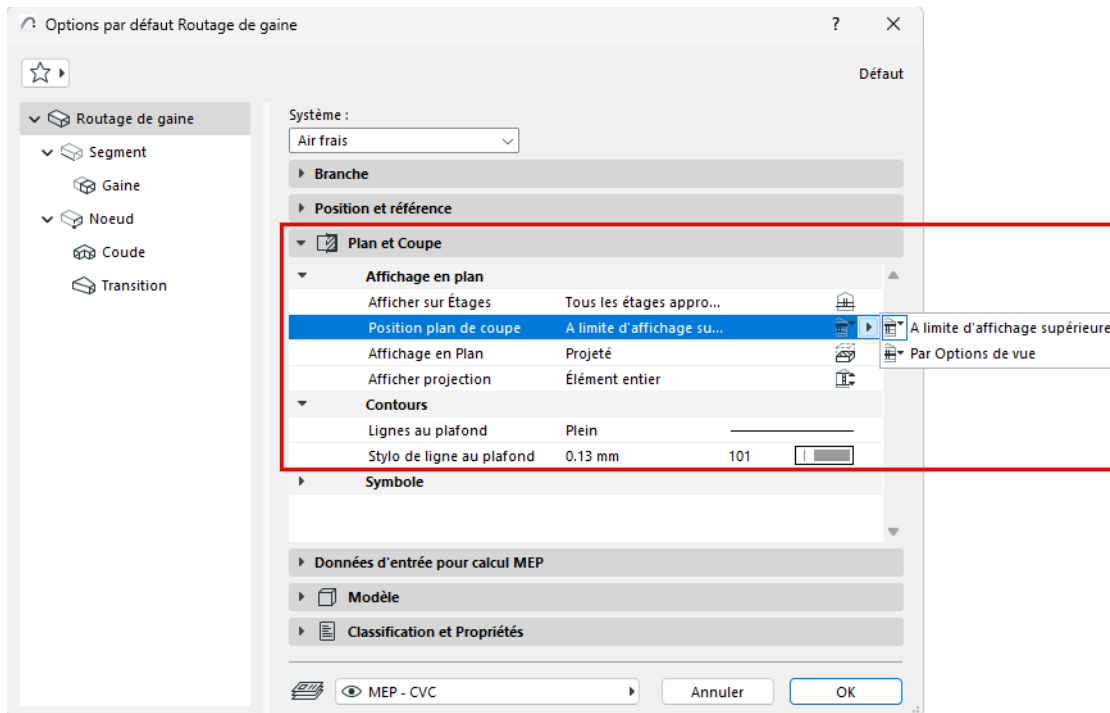 Options par défaut Routage de gaine
?
Défaut
Routage de gaine
Segment
Gaine
Noeud
Coude
Transition
Système :
Air frais
Branche
Position et référence
Plan et Coupe
Affichage en plan
Afficher sur Étages Tous les étages appro...
Position plan de coupe A limite d'affichage su...
A limite d'affichage supérieure
Par Options de vue
Affichage en Plan Projeté
Afficher projection Élément entier
Contours
Lignes au plafond Plein
Stylo de ligne au plafond 0.13 mm 101
Symbole
Données d'entrée pour calcul MEP
Modèle
Classification et Propriétés
MEP - CVC
Annuler
OK